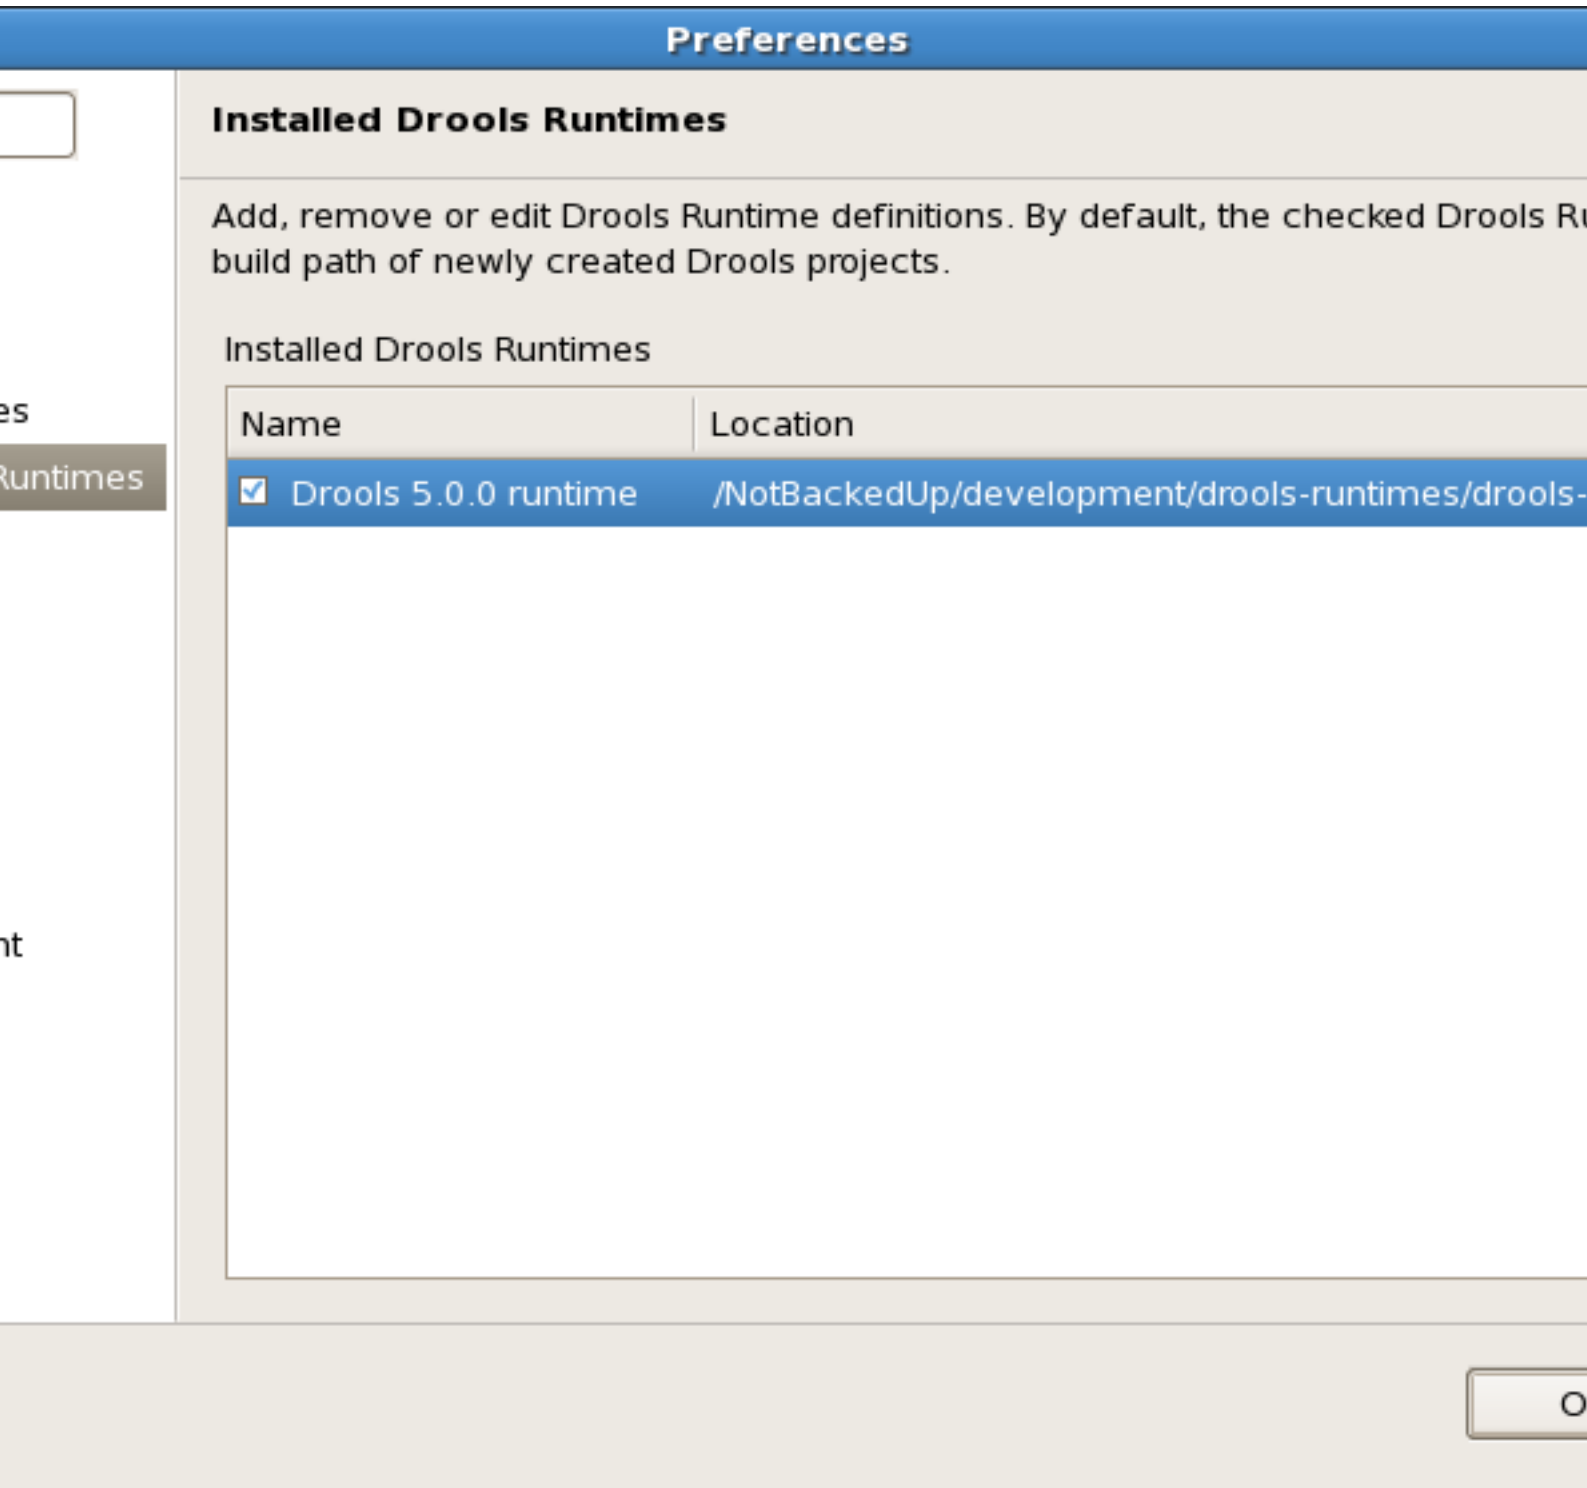 Preferences
Installed Drools Runtimes
Add, remove or edit Drools Runtime definitions. By default, the checked Drools
build path of newly created Drools projects.
Installed Drools Runtimes
Name Location
Runtimes
Drools 5.0.0 runtime /NotBackedUp/development/drools-runtimes/drools-